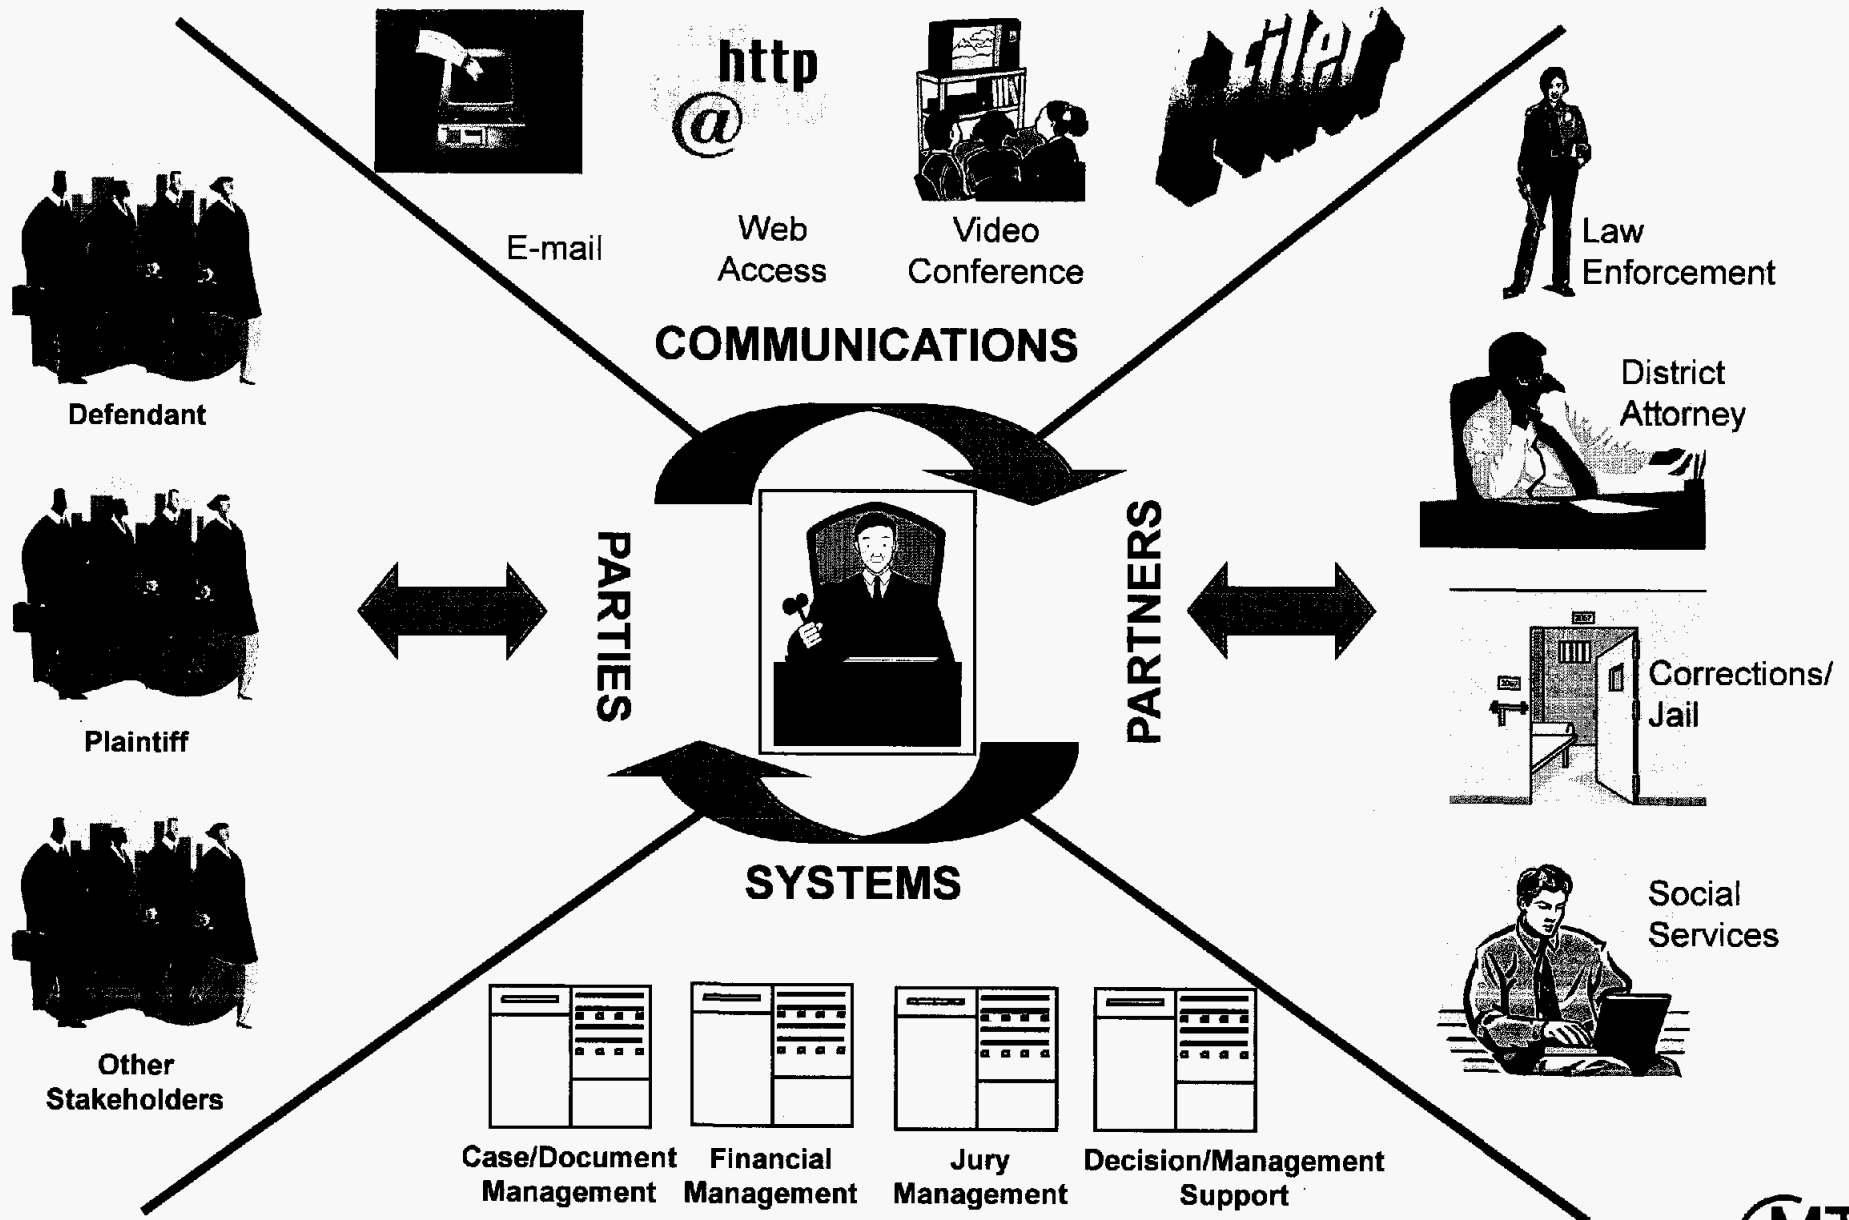 http
@
E-mail
Web
Access
Video
Conference
COMMUNICATIONS
Law
Enforcement
District
Attorney
Corrections/
Jail
Social
Services
Defendant
Plaintiff
Other
Stakeholders
PARTIES
PARTNERS
SYSTEMS
Case/Document
Management
Financial
Management
Jury
Management
Decision/Management
Support